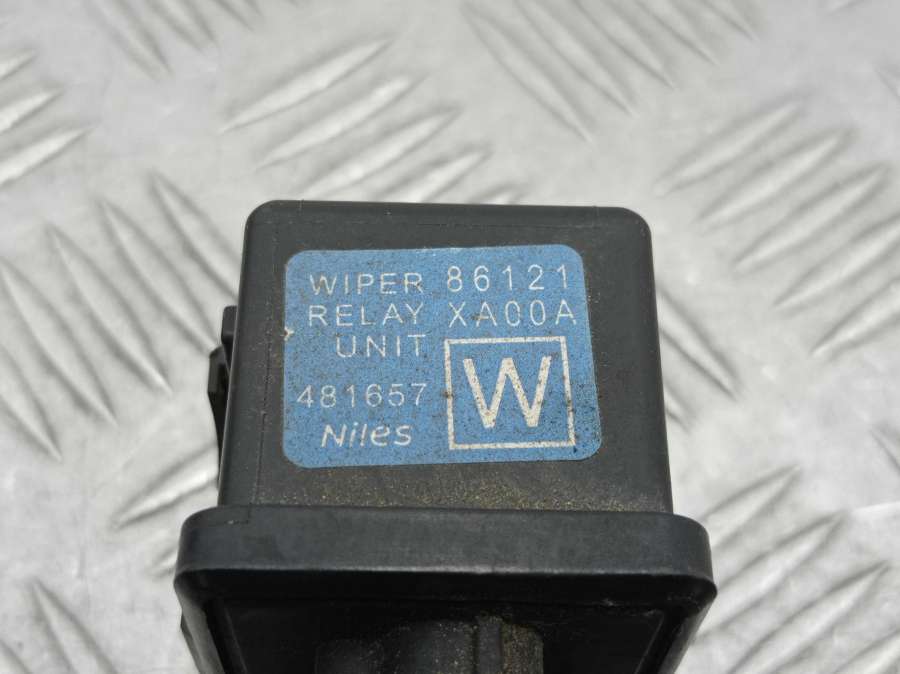 WIPER 86121
RELAY XA00A
UNIT
481657 W
Niles